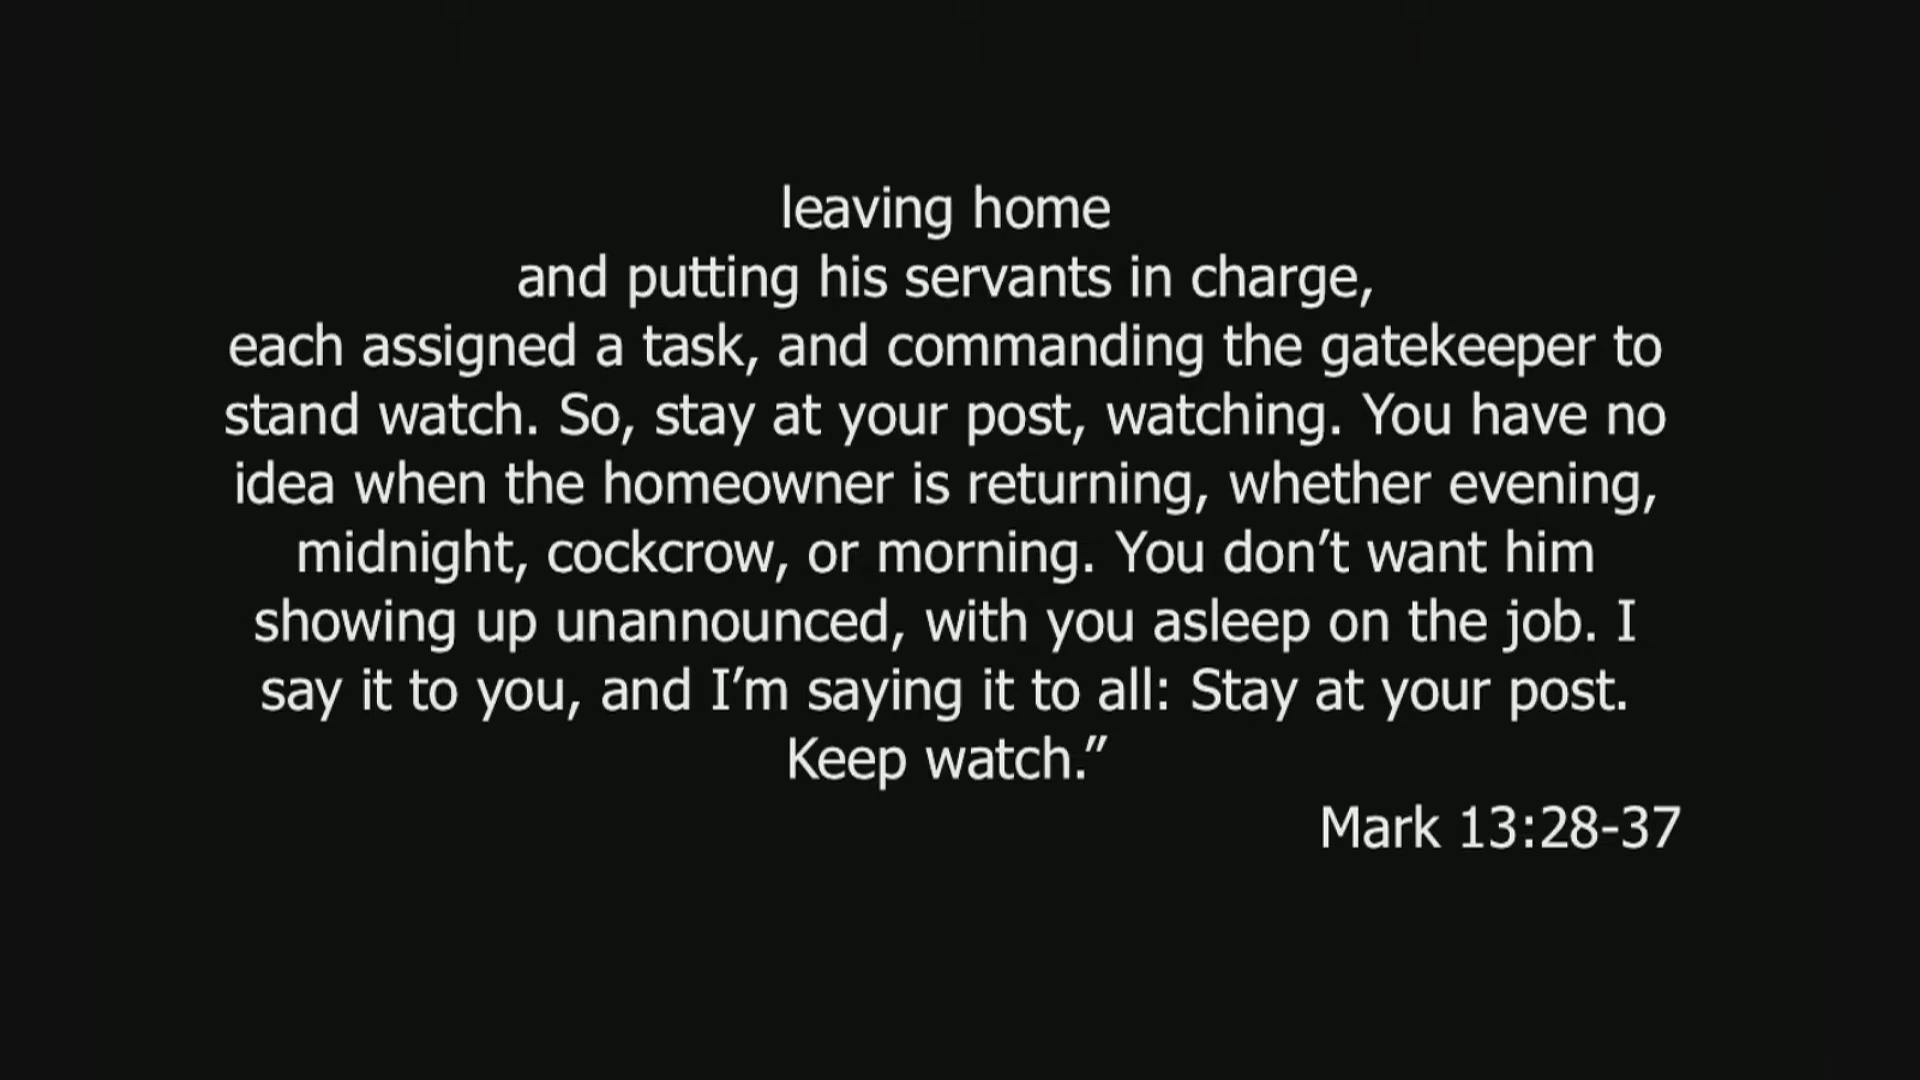 leaving home
and putting his servants in charge,
each assigned a task, and commanding the gatekeeper to
stand watch. So, stay at your post, watching. You have no
idea when the homeowner is returning, whether evening,
midnight, cockcrow, or morning. You don’t want him
showing up unannounced, with you asleep on the job. I
say it to you, and I’m saying it to all: Stay at your post.
Keep watch.”
Mark 13:28-37